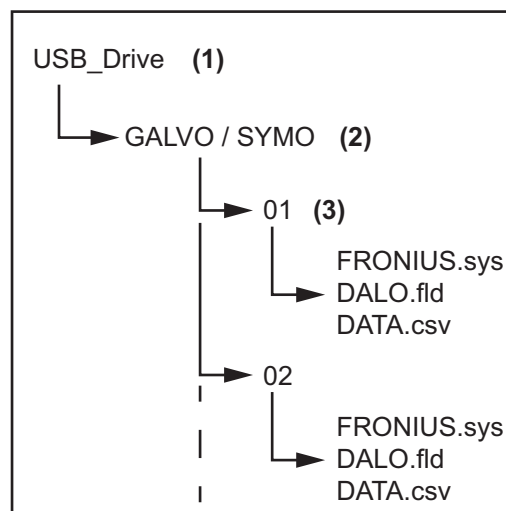 USB_Drive (1)
GALVO / SYMO (2)
01 (3)
FRONIUS.sys
DALO.fld
DATA.csv
02
FRONIUS.sys
DALO.fld
DATA.csv